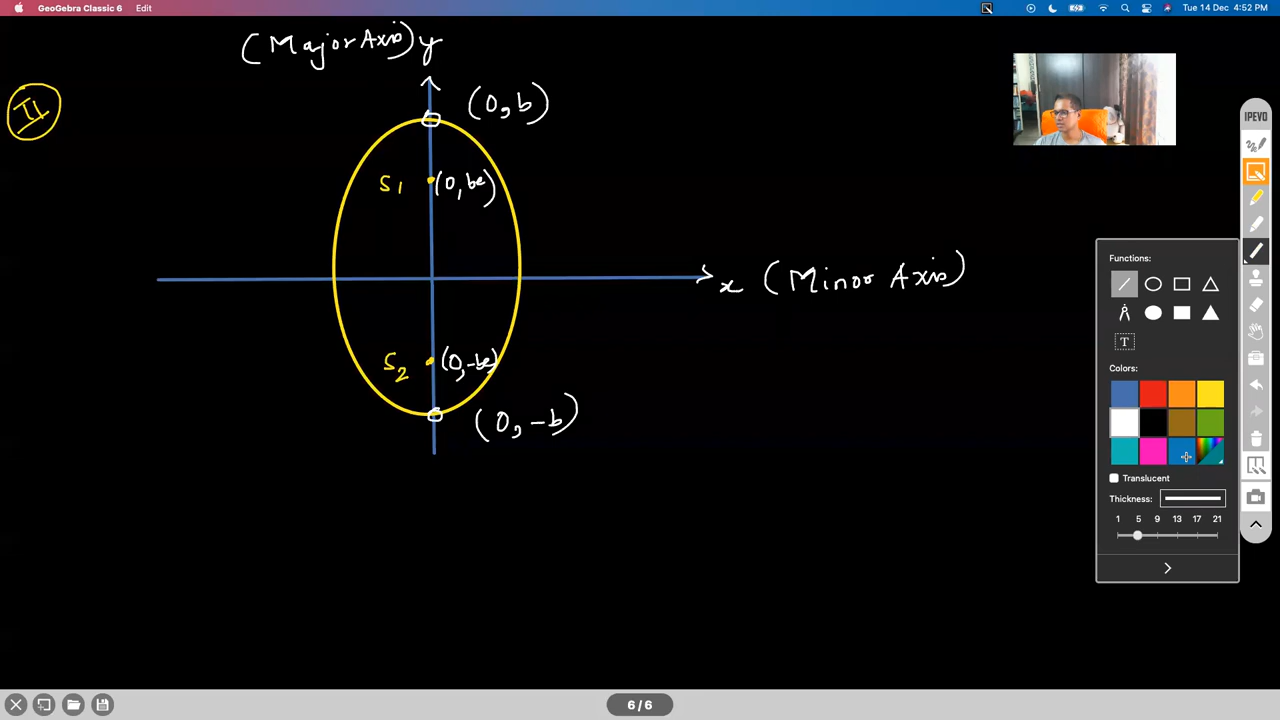 GeoGebra Classic 6 Edit
Tue 14 Dec 4:52 PM
(Major Axis) y
II
(0, b)
S1 (0, be)
x (Minor Axis)
S2 (0, -be)
(0, -b)
IPEVO
Functions:
T
Colors:
Translucent
Thickness:
1 5 9 13 17 21
6 / 6